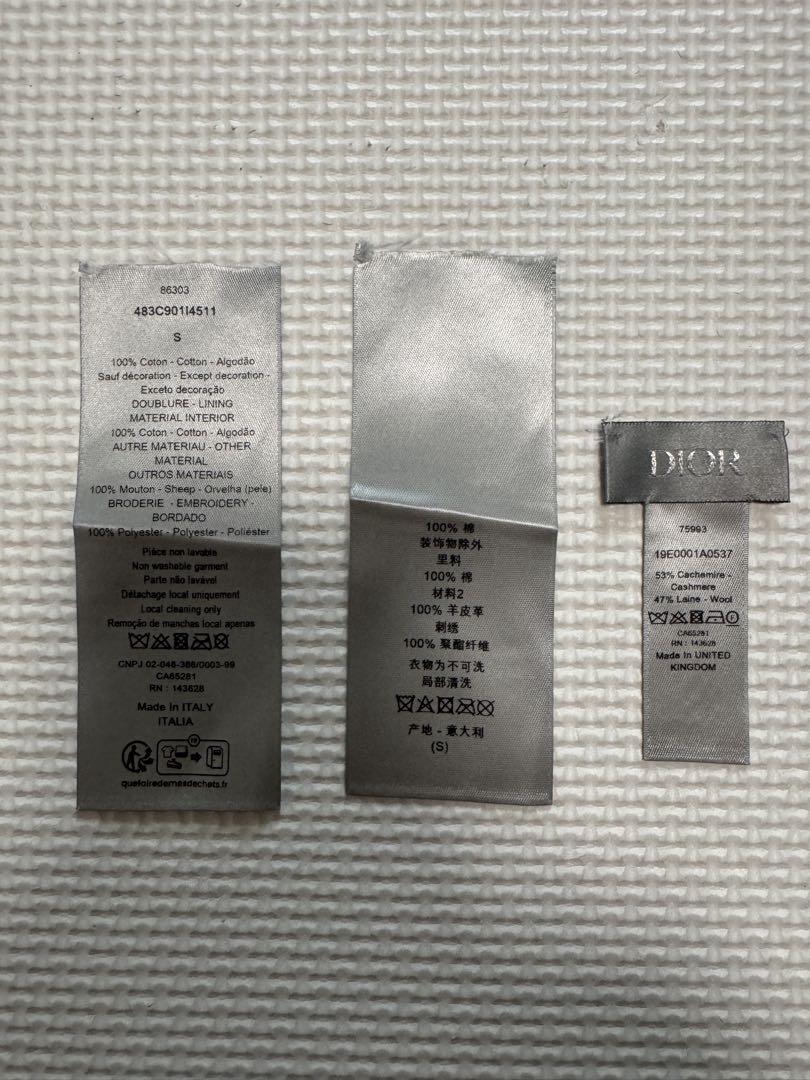 86303
483C901I4511
S
100% Coton - Cotton - Algodão
Sauf décoration - Except decoration -
Exceto decoração
DOUBLURE - LINING
MATERIAL INTERIOR
100% Coton - Cotton - Algodão
AUTRE MATERIAU - OTHER
MATERIAL
OUTROS MATERIAIS
100% Mouton - Sheep - Orvelha (pele)
BRODERIE - EMBROIDERY -
BORDADO
100% Polyester - Polyester - Poliéster
Pièce non lavable
Non washable garment
Parte não lavável
Détachage local uniquement
Local cleaning only
Remoção de manchas local apenas
CNPJ 02-046-386/0003-99
CA65281
RN : 143628
Made In ITALY
ITALIA
quefairedemesdechets.fr
100% 棉
装饰物除外
里料
100% 棉
材料2
100% 羊皮革
刺绣
100% 聚酯纤维
衣物为不可洗
局部清洗
产地 - 意大利
(S)
DIOR
75993
19E0001A0537
53% Cachemire -
Cashmere
47% Laine - Wool
CA65281
RN : 143628
Made In UNITED
KINGDOM